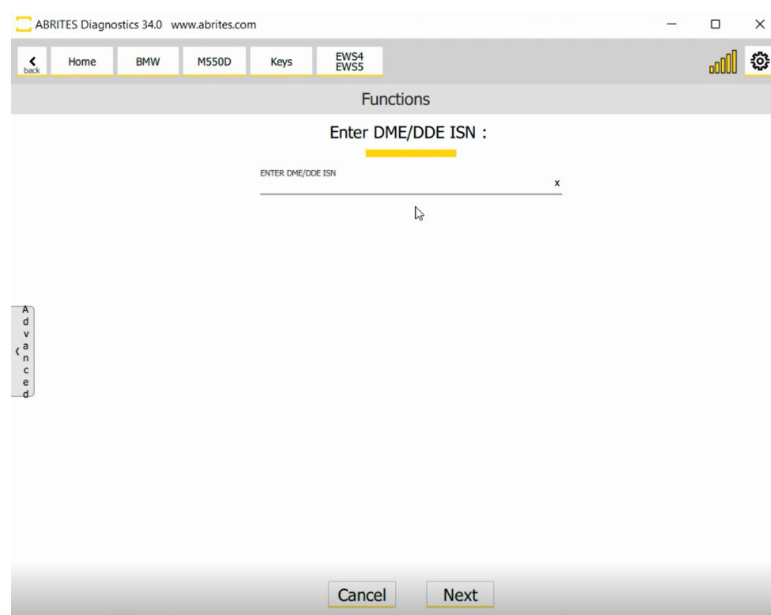 ABRITES Diagnostics 34.0 www.abrites.com
back
Home
BMW
M550D
Keys
EWS4
EWS5
Functions
Enter DME/DDE ISN :
ENTER DME/DDE ISN
x
Advanced
Cancel
Next